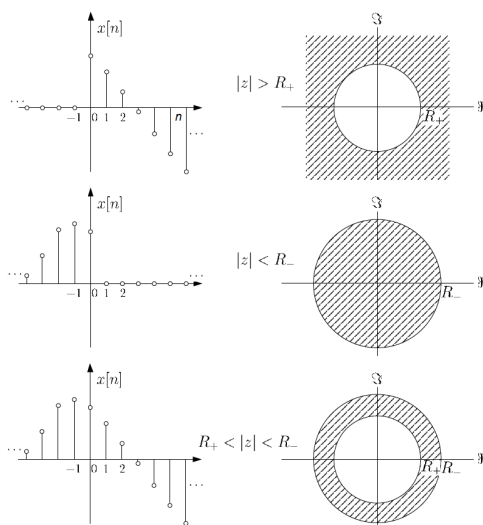 x[n]
|z| > R₊
ℑ
ℜ
R₊
...
−1 0 1 2 n ...
x[n]
|z| < R₋
ℑ
ℜ
R₋
... ...
−1 0 1 2
x[n]
R₊ < |z| < R₋
ℑ
ℜ
R₊ R₋
...
−1 0 1 2 ...